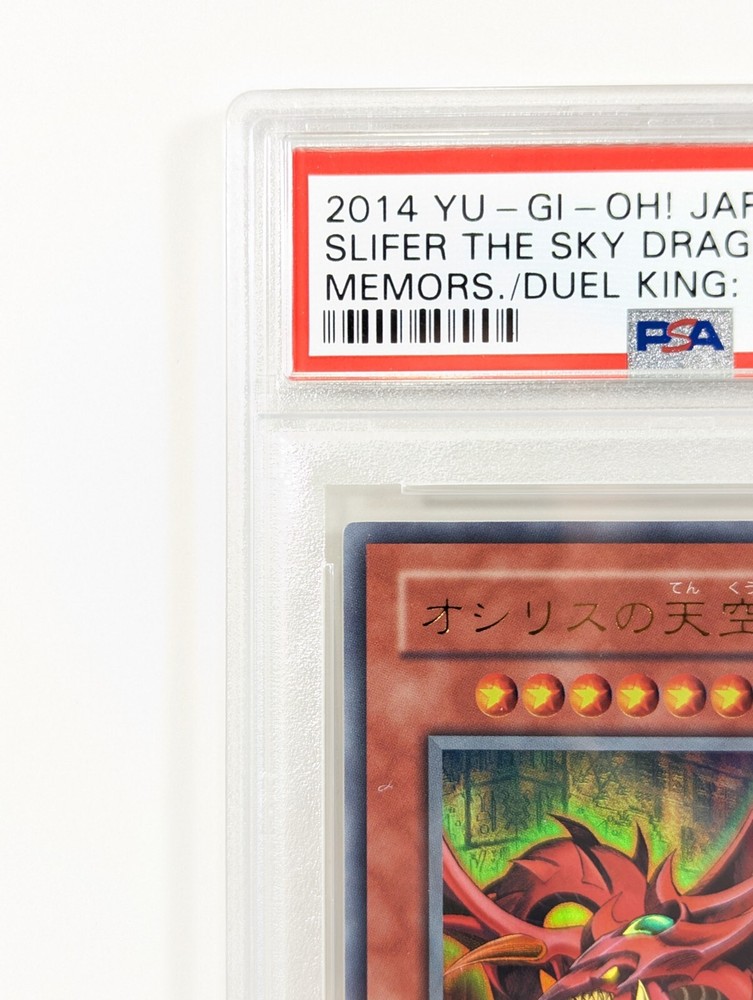 2014 YU-GI-OH! JAP
SLIFER THE SKY DRAG
MEMORS./DUEL KING:
PSA
てん くう
オシリスの天空